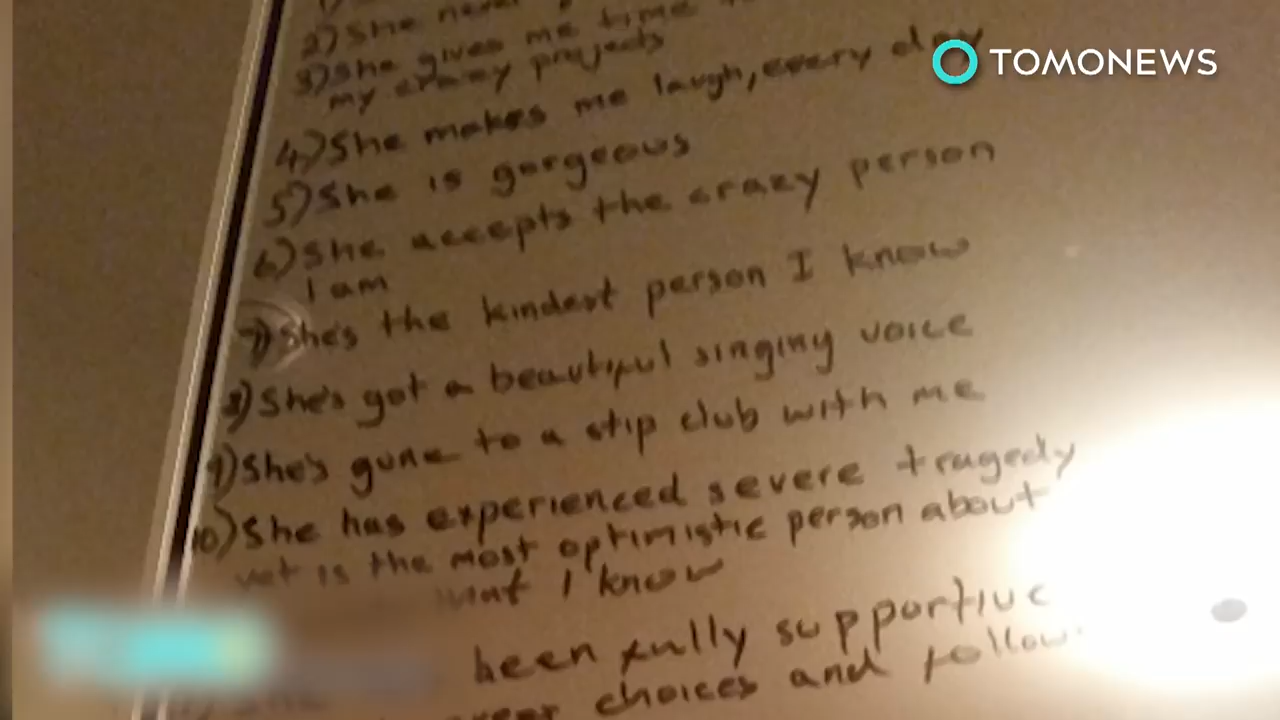 2) She never
3) She gives me time
my crazy projects
4) She makes me laugh, every day
5) She is gorgeous
6) She accepts the crazy person
I am
7) She's the kindest person I know
8) She's got a beautiful singing voice
9) She's gone to a stip club with me
10) She has experienced severe tragedy
yet is the most optimistic person about
I know
been fully supportive
choices and follow
TOMONEWS